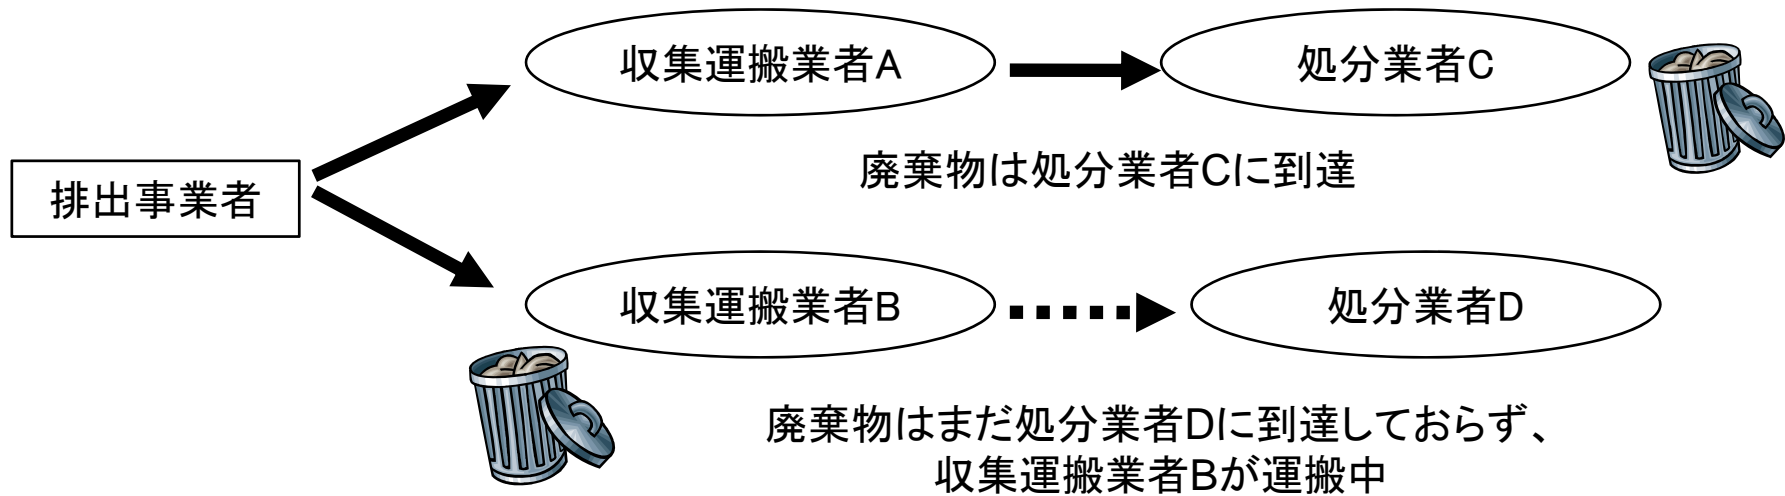 収集運搬業者A
処分業者C
廃棄物は処分業者Cに到達
排出事業者
収集運搬業者B
処分業者D
廃棄物はまだ処分業者Dに到達しておらず、
収集運搬業者Bが運搬中